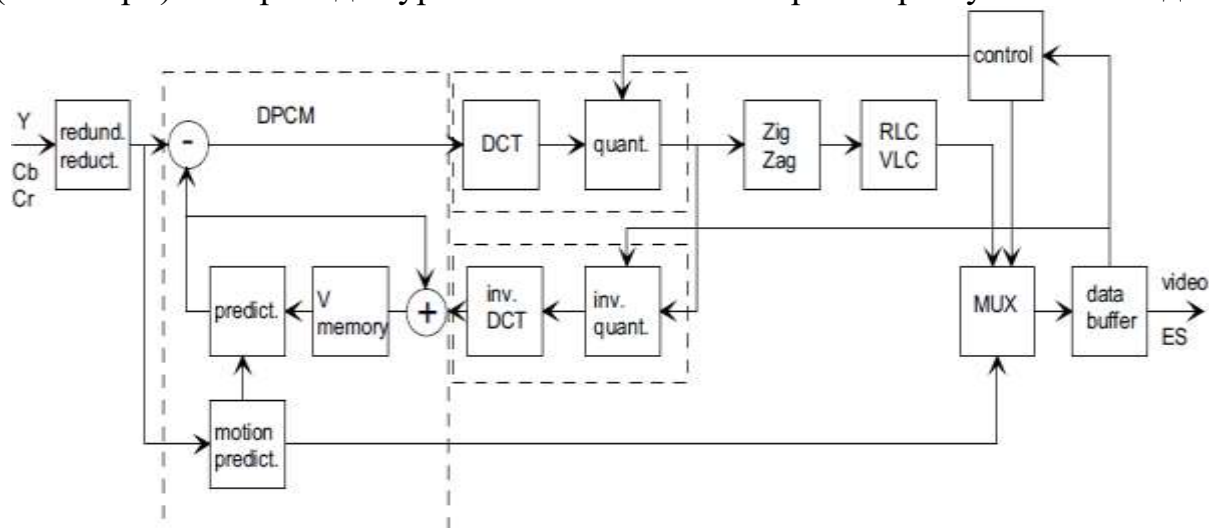 control
Y
Cb
Cr
redund.
reduct.
-
DPCM
DCT
quant.
Zig
Zag
RLC
VLC
predict.
V
memory
+
inv.
DCT
inv.
quant.
MUX
data
buffer
video
ES
motion
predict.